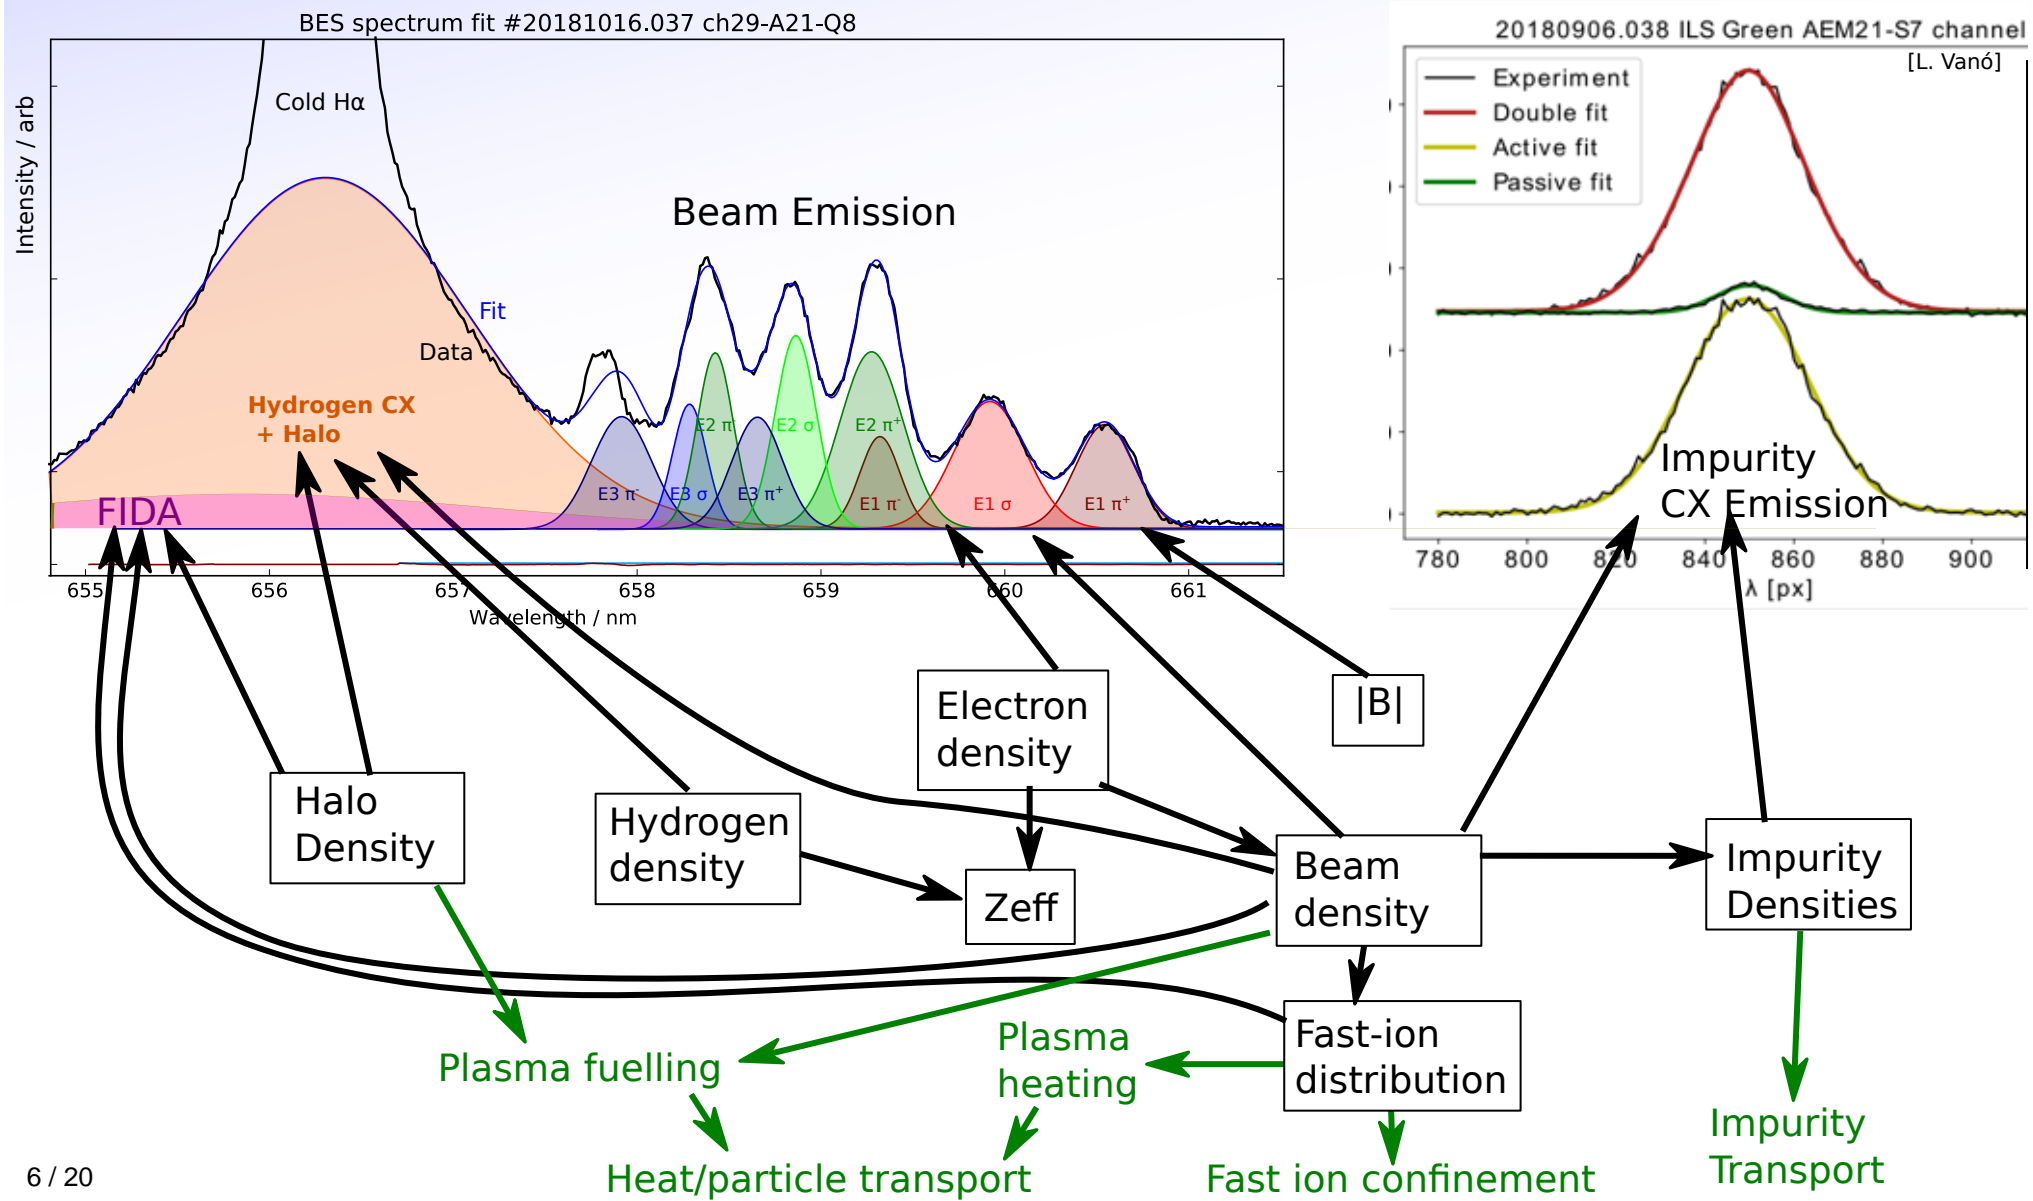 BES spectrum fit #20181016.037 ch29-A21-Q8
Intensity / arb
Cold Hα
Beam Emission
Fit
Data
Hydrogen CX
+ Halo
FIDA
E3 π-
E3 σ
E2 π-
E3 π+
E2 σ
E2 π+
E1 π-
E1 σ
E1 π+
655 656 657 658 659 660 661
Wavelength / nm
20180906.038 ILS Green AEM21-S7 channel
[L. Vanó]
Experiment
Double fit
Active fit
Passive fit
Impurity
CX Emission
780 800 820 840 860 880 900
λ [px]
Electron
density
|B|
Halo
Density
Hydrogen
density
Zeff
Beam
density
Impurity
Densities
Fast-ion
distribution
Plasma fuelling
Plasma
heating
Heat/particle transport
Fast ion confinement
Impurity
Transport
6 / 20